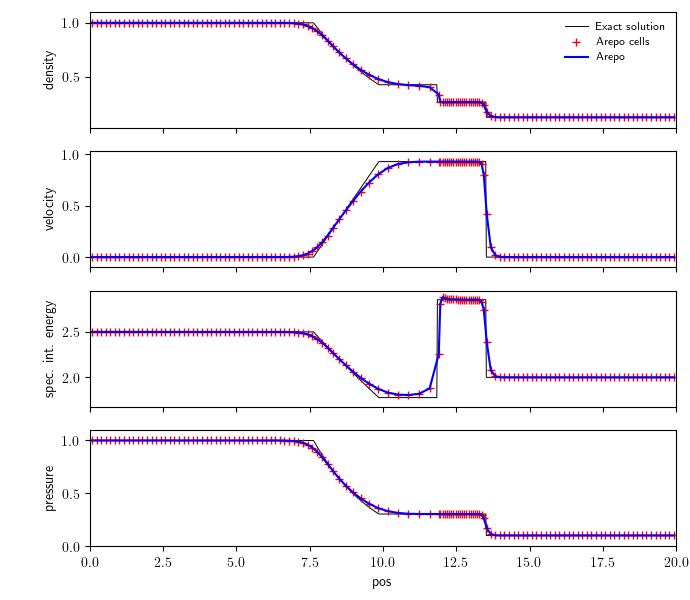 1.0
0.5
density
Exact solution
Arepo cells
Arepo
1.0
0.5
0.0
velocity
2.5
2.0
spec. int. energy
1.0
0.5
0.0
pressure
0.0 2.5 5.0 7.5 10.0 12.5 15.0 17.5 20.0
pos